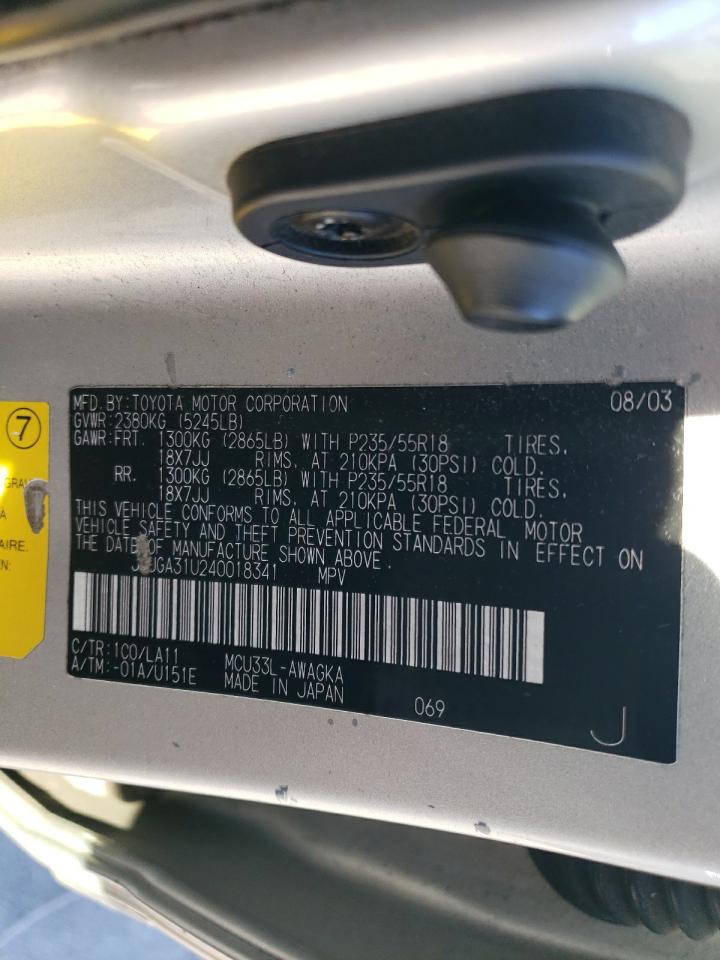 MFD.BY:TOYOTA MOTOR CORPORATION 08/03
GVWR:2380KG (5245LB)
GAWR:FRT. 1300KG (2865LB) WITH P235/55R18 TIRES,
18X7JJ RIMS, AT 210KPA (30PSI) COLD.
RR. 1300KG (2865LB) WITH P235/55R18 TIRES,
18X7JJ RIMS, AT 210KPA (30PSI) COLD.
THIS VEHICLE CONFORMS TO ALL APPLICABLE FEDERAL MOTOR
VEHICLE SAFETY AND THEFT PREVENTION STANDARDS IN EFFECT ON
THE DATE OF MANUFACTURE SHOWN ABOVE.
MPV
C/TR:1C0/LA11 MCU33L-AWAGKA
A/TM:-01A/U151E MADE IN JAPAN
069
J
7
AIRE.